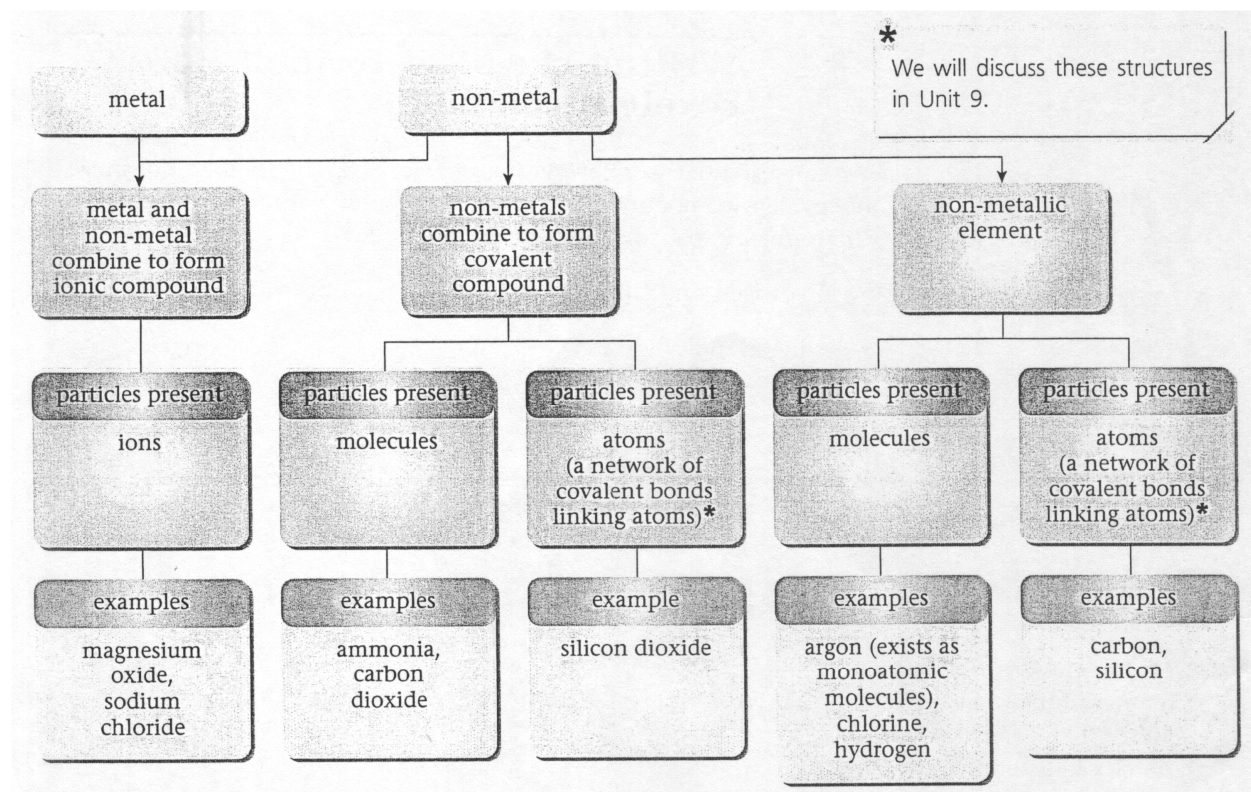 *
We will discuss these structures
in Unit 9.
metal
non-metal
metal and
non-metal
combine to form
ionic compound
non-metals
combine to form
covalent
compound
non-metallic
element
particles present
ions
particles present
molecules
particles present
atoms
(a network of
covalent bonds
linking atoms)*
particles present
molecules
particles present
atoms
(a network of
covalent bonds
linking atoms)*
examples
magnesium
oxide,
sodium
chloride
examples
ammonia,
carbon
dioxide
example
silicon dioxide
examples
argon (exists as
monoatomic
molecules),
chlorine,
hydrogen
examples
carbon,
silicon